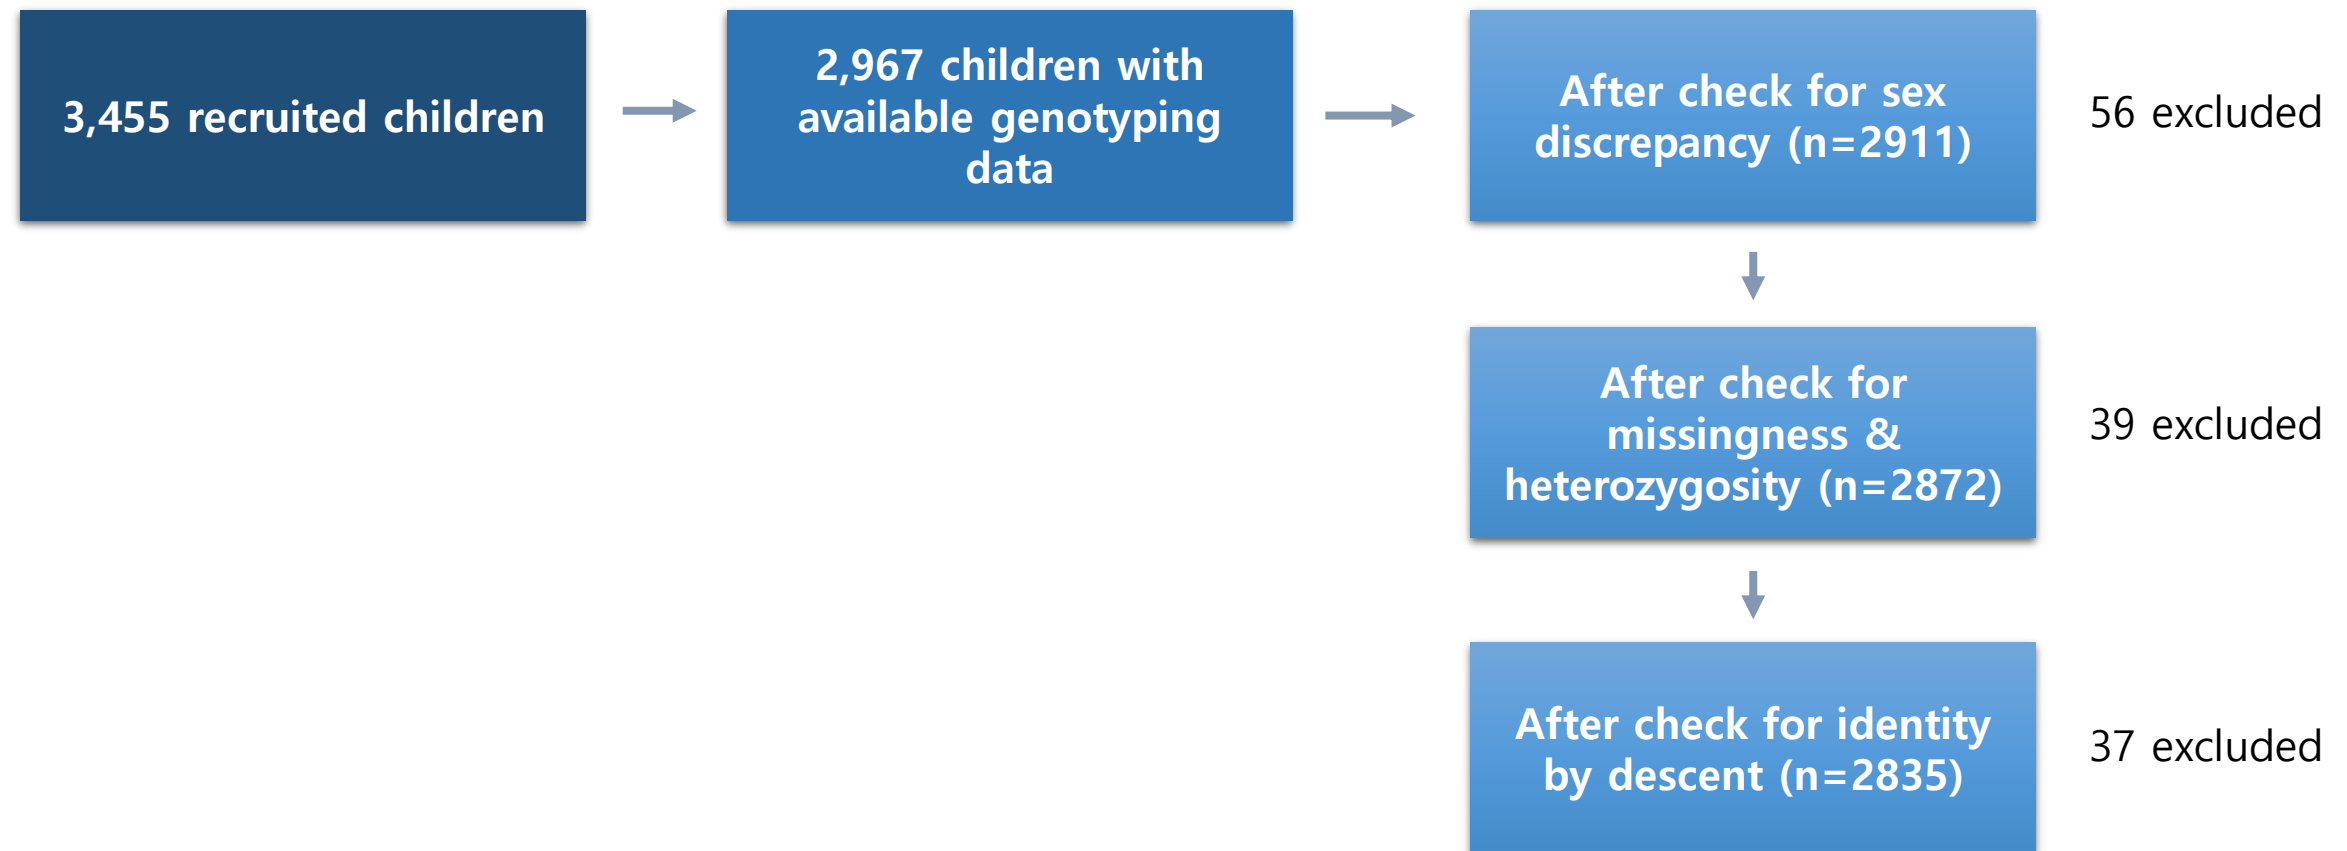 3,455 recruited children
2,967 children with
available genotyping
data
After check for sex
discrepancy (n=2911)
56 excluded
After check for
missingness &
heterozygosity (n=2872)
39 excluded
After check for identity
by descent (n=2835)
37 excluded